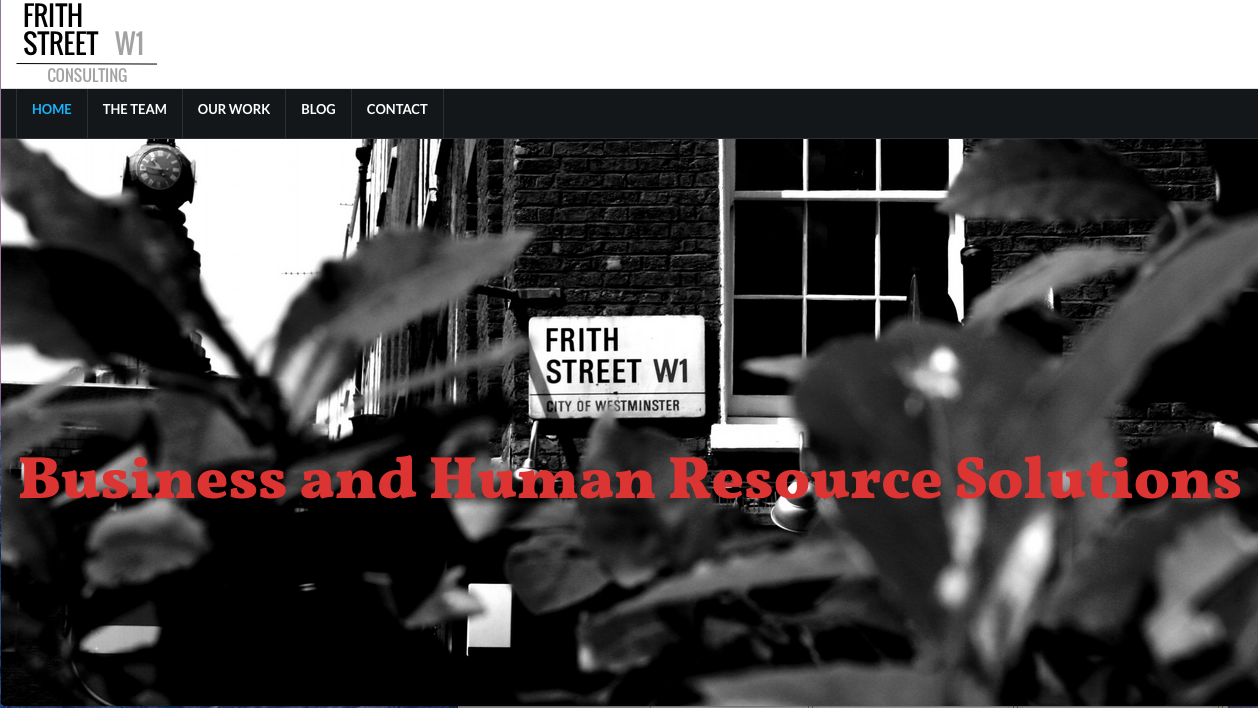 FRITH
STREET W1
CONSULTING
HOME THE TEAM OUR WORK BLOG CONTACT
FRITH
STREET W1
CITY OF WESTMINSTER
Business and Human Resource Solutions